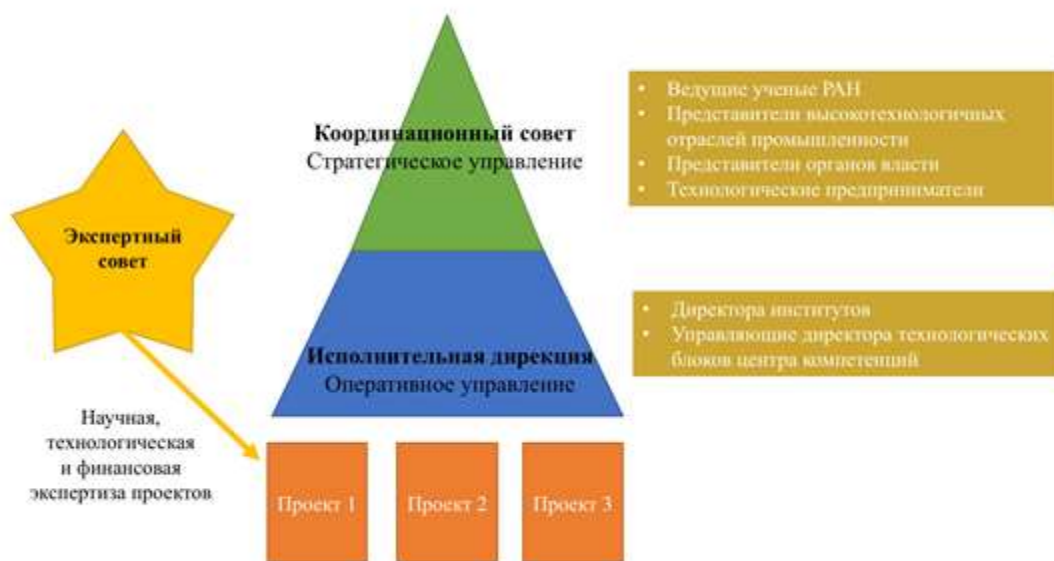 Координационный совет
Стратегическое управление
• Ведущие ученые РАН
• Представители высокотехнологичных
отраслей промышленности
• Представители органов власти
• Технологические предприниматели
Экспертный
совет
Исполнительная дирекция
Оперативное управление
• Директора институтов
• Управляющие директора технологических
блоков центра компетенций
Научная,
технологическая
и финансовая
экспертиза проектов
Проект 1
Проект 2
Проект 3